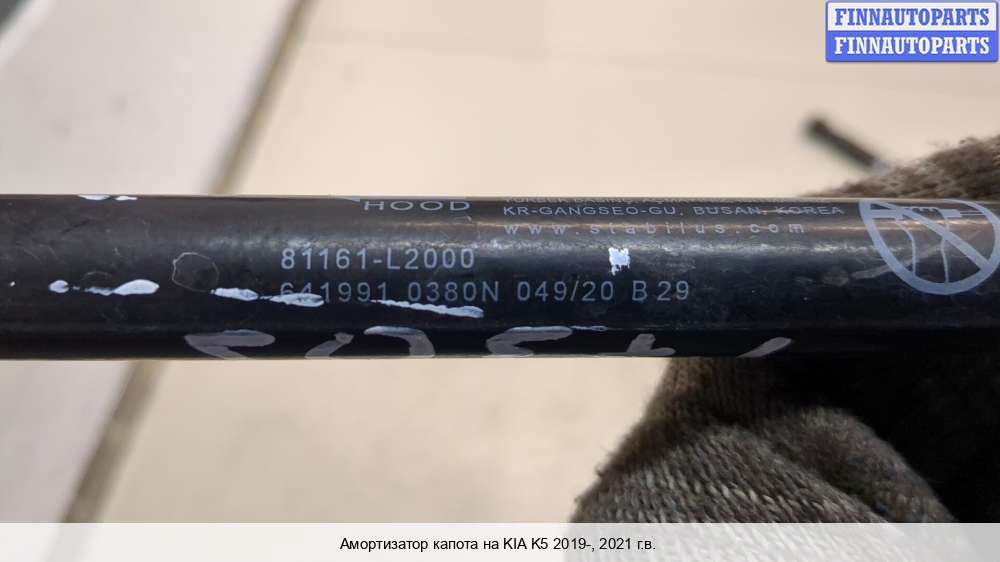 FINNAUTOPARTS
FINNAUTOPARTS
HOOD
KR-GANGSEO-GU, BUSAN, KOREA
www.stabilus.com
81161-L2000
641991 0380N 049/20 B 29
Амортизатор капота на KIA K5 2019-, 2021 г.в.